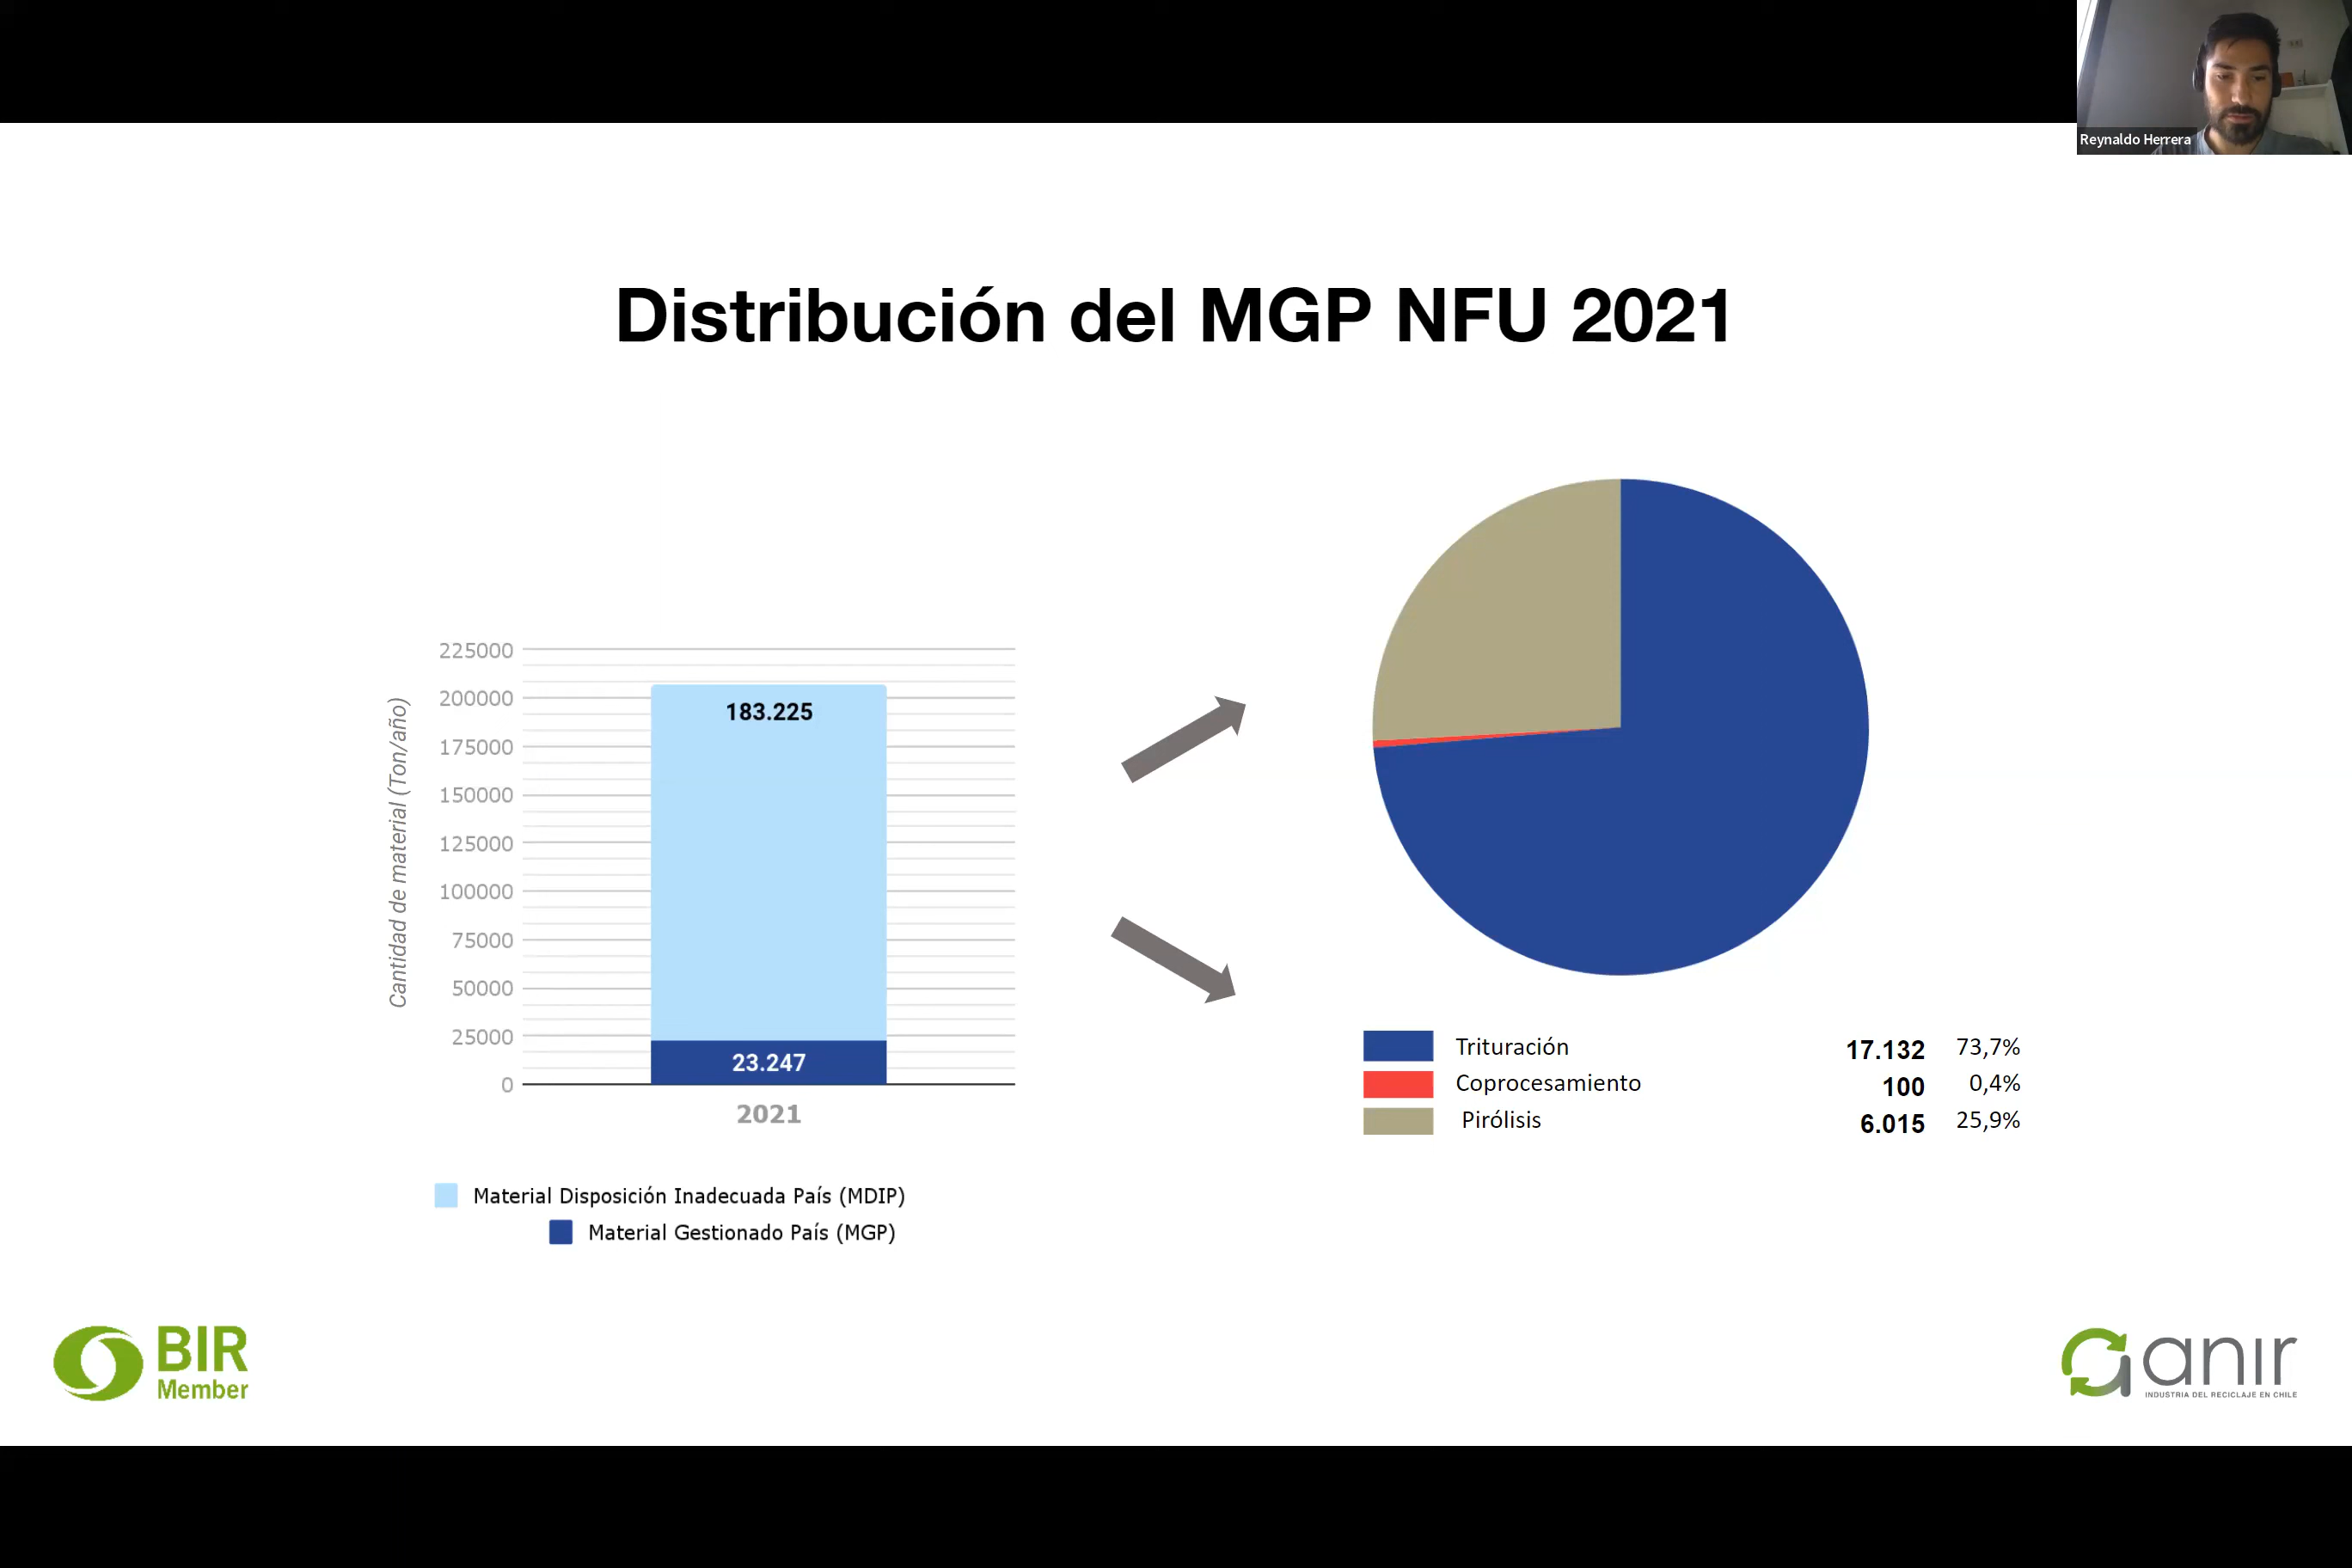 Reynaldo Herrera
Distribución del MGP NFU 2021
Cantidad de material (Ton/año)
225000
200000
175000
150000
125000
100000
75000
50000
25000
0
183.225
23.247
2021
Material Disposición Inadecuada País (MDIP)
Material Gestionado País (MGP)
Trituración 17.132 73,7%
Coprocesamiento 100 0,4%
Pirólisis 6.015 25,9%
BIR
Member
anir
INDUSTRIA DEL RECICLAJE EN CHILE